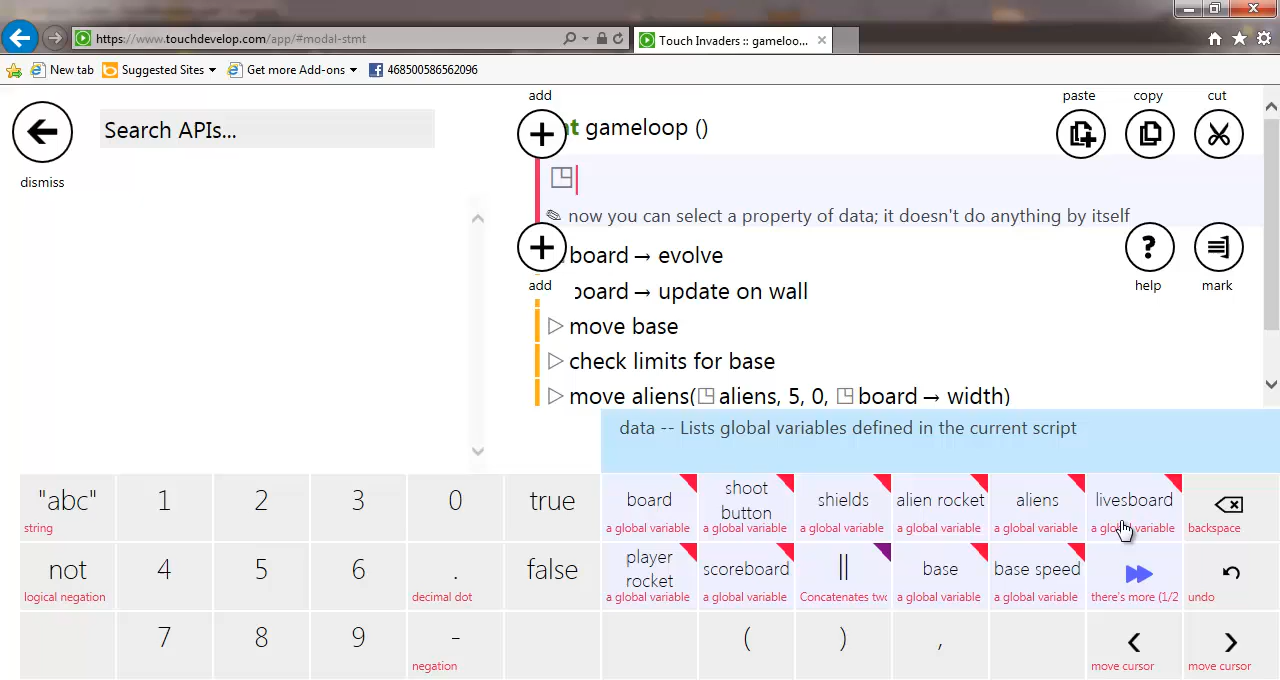 https://www.touchdevelop.com/app/#modal-stmt
Touch Invaders :: gameloo...
New tab
Suggested Sites
Get more Add-ons
468500586562096
Search APIs...
dismiss
add
gameloop ()
paste
copy
cut
now you can select a property of data; it doesn't do anything by itself
add
board → evolve
board → update on wall
help
mark
move base
check limits for base
move aliens(aliens, 5, 0, board → width)
data -- Lists global variables defined in the current script
"abc"
string
1
2
3
0
true
board
a global variable
shoot button
a global variable
shields
a global variable
alien rocket
a global variable
aliens
a global variable
livesboard
a global variable
backspace
not
logical negation
4
5
6
.
decimal dot
false
player rocket
a global variable
scoreboard
a global variable
||
Concatenates two
base
a global variable
base speed
a global variable
there's more (1/2
undo
7
8
9
-
negation
(
)
,
move cursor
move cursor